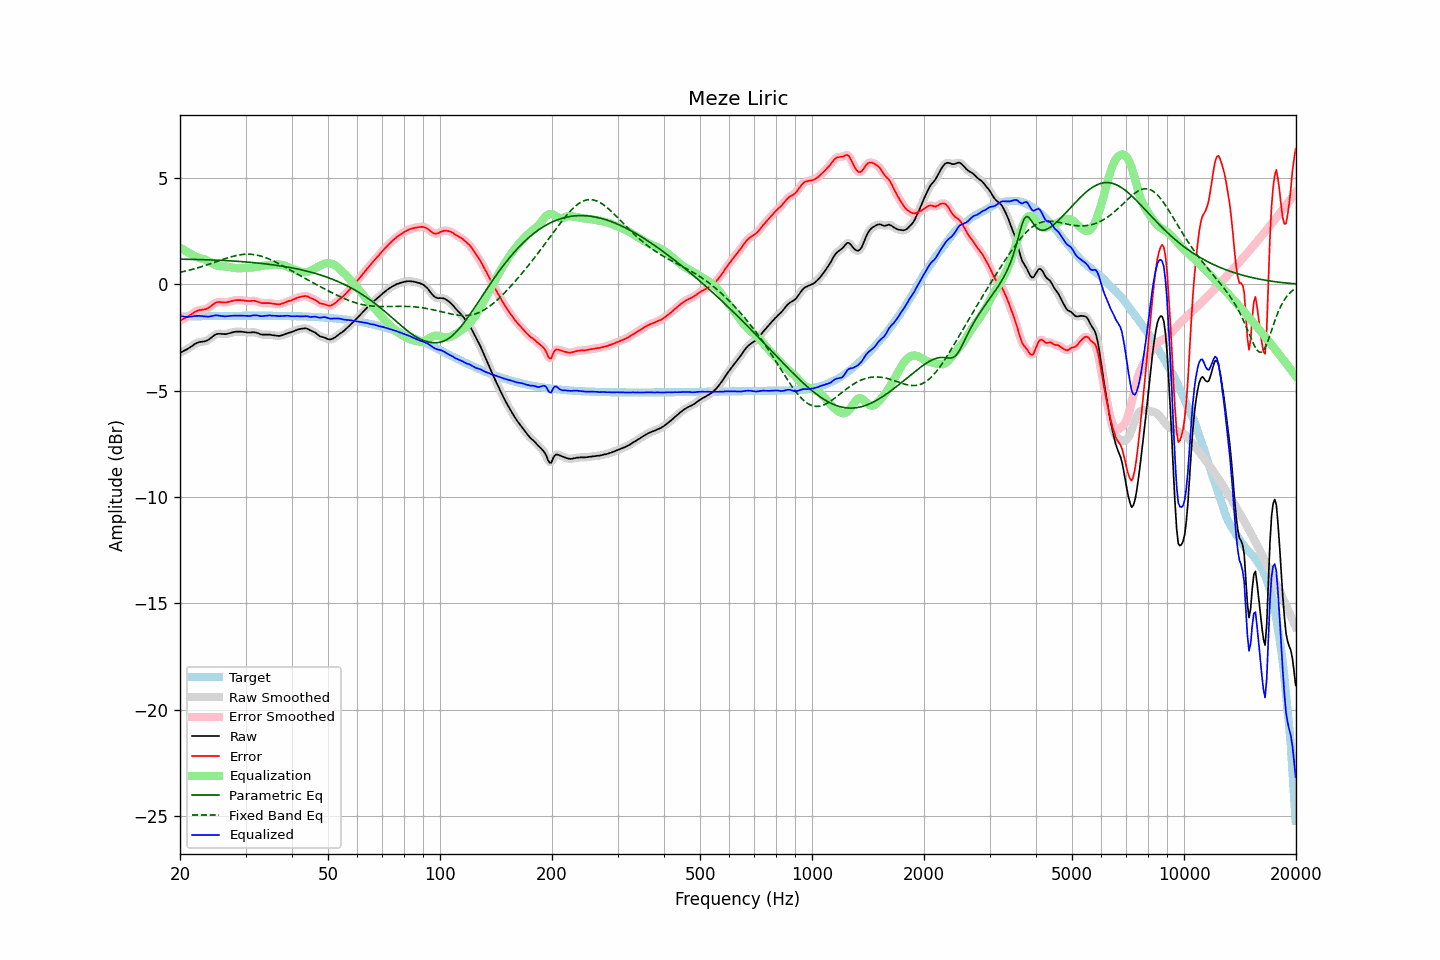 Meze Liric
Amplitude (dBr)
5
0
−5
−10
−15
−20
−25
Target
Raw Smoothed
Error Smoothed
Raw
Error
Equalization
Parametric Eq
Fixed Band Eq
Equalized
20 50 100 200 500 1000 2000 5000 10000 20000
Frequency (Hz)